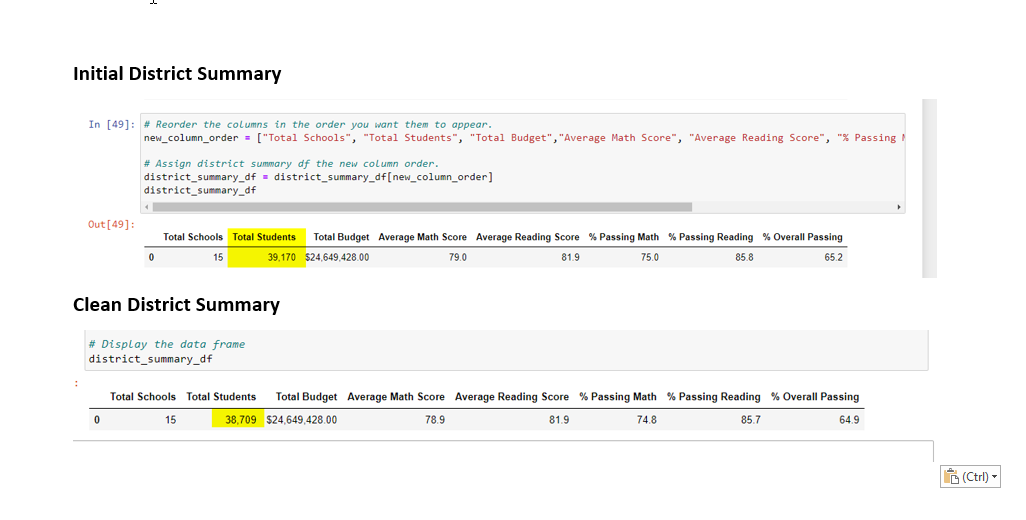 Initial District Summary
In [49]: # Reorder the columns in the order you want them to appear.
new_column_order = ["Total Schools", "Total Students", "Total Budget","Average Math Score", "Average Reading Score", "% Passing
# Assign district summary df the new column order.
district_summary_df = district_summary_df[new_column_order]
district_summary_df
Out[49]:
Total Schools Total Students Total Budget Average Math Score Average Reading Score % Passing Math % Passing Reading % Overall Passing
0 15 39,170 $24,649,428.00 79.0 81.9 75.0 85.8 65.2
Clean District Summary
# Display the data frame
district_summary_df
:
Total Schools Total Students Total Budget Average Math Score Average Reading Score % Passing Math % Passing Reading % Overall Passing
0 15 38,709 $24,649,428.00 78.9 81.9 74.8 85.7 64.9
(Ctrl)